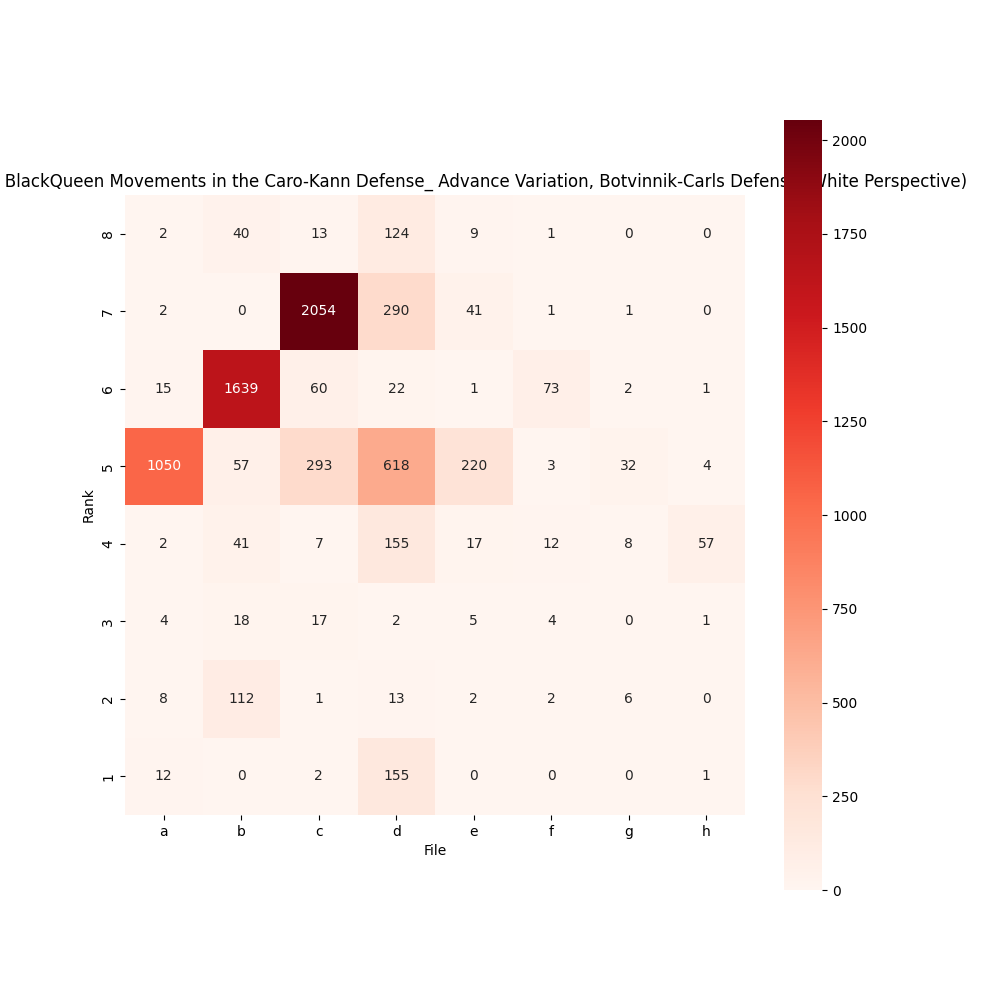 BlackQueen Movements in the Caro-Kann Defense_ Advance Variation, Botvinnik-Carls Defens hite Perspective)
2000
1750
1500
1250
1000
750
500
250
0
Rank
8 2 40 13 124 9 1 0 0
7 2 0 2054 290 41 1 1 0
6 15 1639 60 22 1 73 2 1
5 1050 57 293 618 220 3 32 4
4 2 41 7 155 17 12 8 57
3 4 18 17 2 5 4 0 1
2 8 112 1 13 2 2 6 0
1 12 0 2 155 0 0 0 1
a b c d e f g h
File